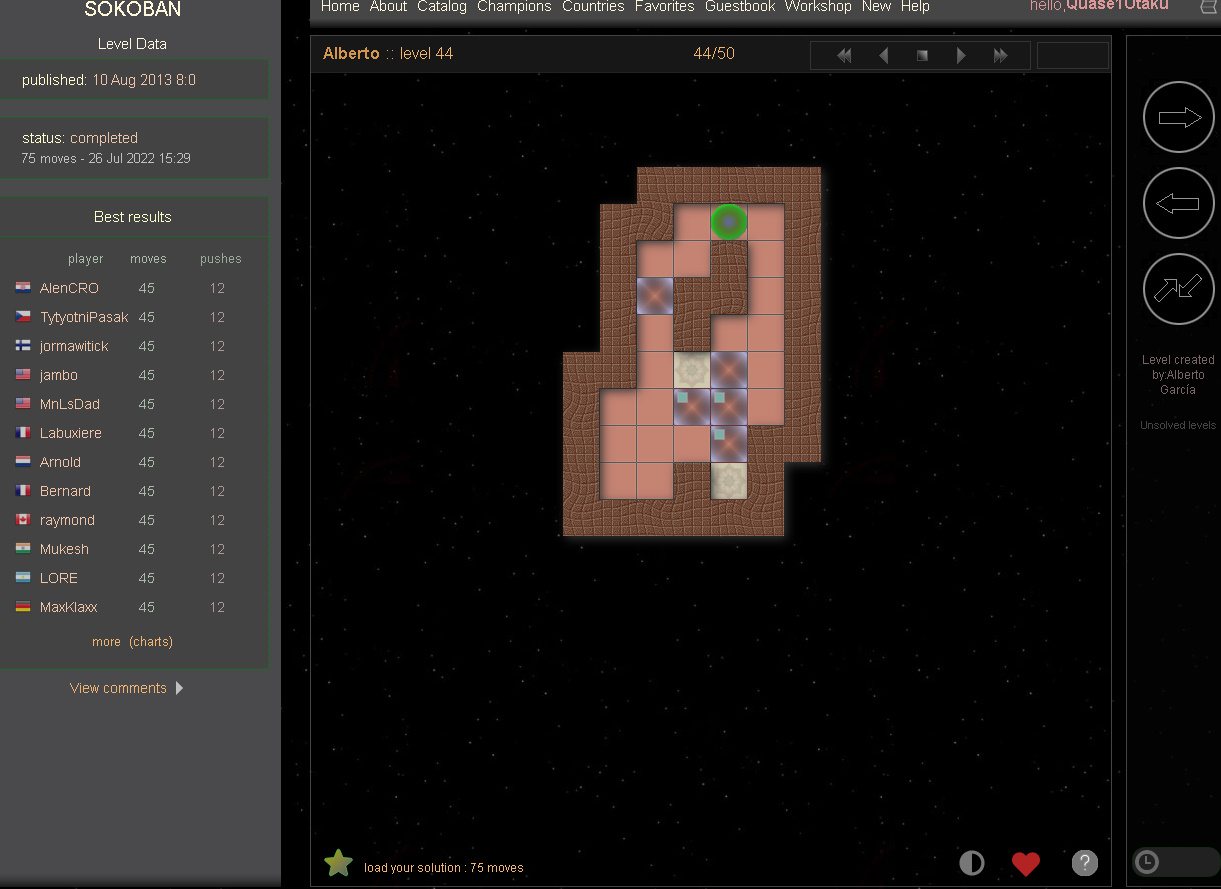 SOKOBAN
Level Data
published: 10 Aug 2013 8:0
status: completed
75 moves - 26 Jul 2022 15:29
Best results
player moves pushes
AlenCRO 45 12
TytyotniPasak 45 12
jormawitick 45 12
jambo 45 12
MnLsDad 45 12
Labuxiere 45 12
Arnold 45 12
Bernard 45 12
raymond 45 12
Mukesh 45 12
LORE 45 12
MaxKlaxx 45 12
more (charts)
View comments
Home About Catalog Champions Countries Favorites Guestbook Workshop New Help
hello,Quase1Otaku
Alberto :: level 44 44/50
load your solution : 75 moves
?
Level created
by:Alberto
García
Unsolved levels